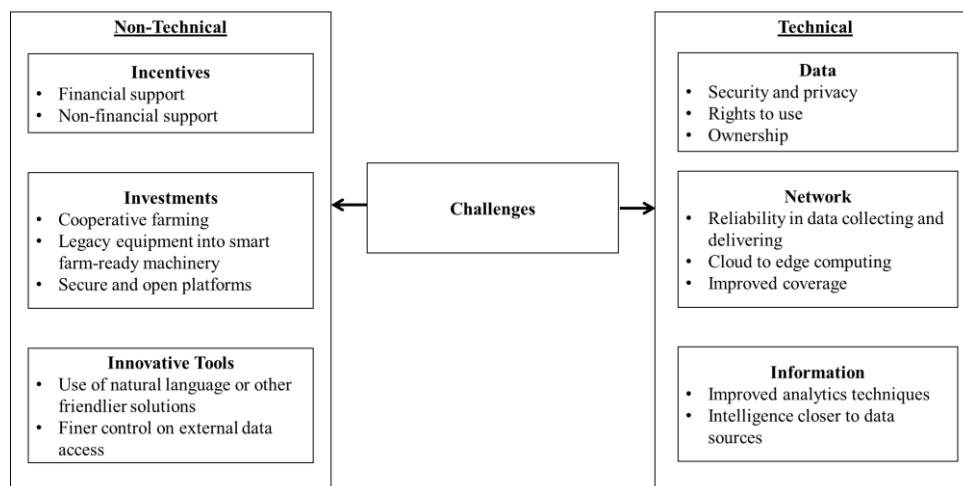 Non-Technical
Incentives
• Financial support
• Non-financial support
Investments
• Cooperative farming
• Legacy equipment into smart
farm-ready machinery
• Secure and open platforms
Innovative Tools
• Use of natural language or other
friendlier solutions
• Finer control on external data
access
Challenges
Technical
Data
• Security and privacy
• Rights to use
• Ownership
Network
• Reliability in data collecting and
delivering
• Cloud to edge computing
• Improved coverage
Information
• Improved analytics techniques
• Intelligence closer to data
sources